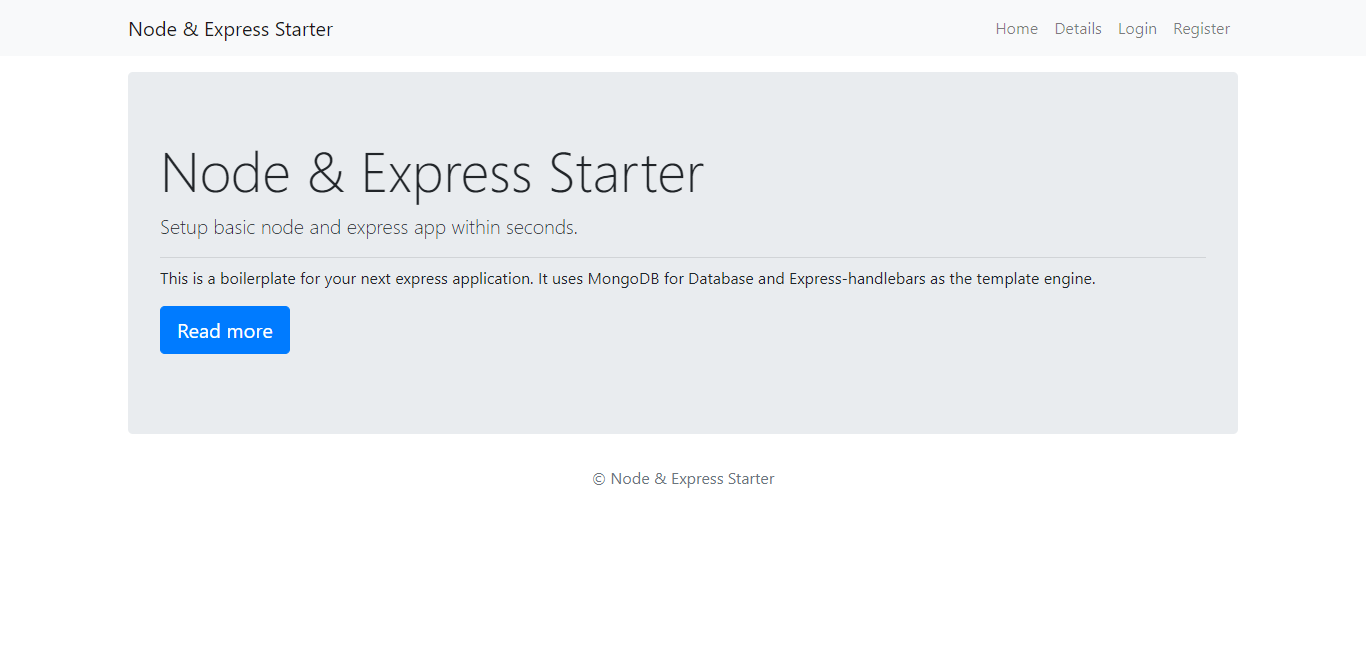 Node & Express Starter
Home Details Login Register
Node & Express Starter
Setup basic node and express app within seconds.
This is a boilerplate for your next express application. It uses MongoDB for Database and Express-handlebars as the template engine.
Read more
© Node & Express Starter